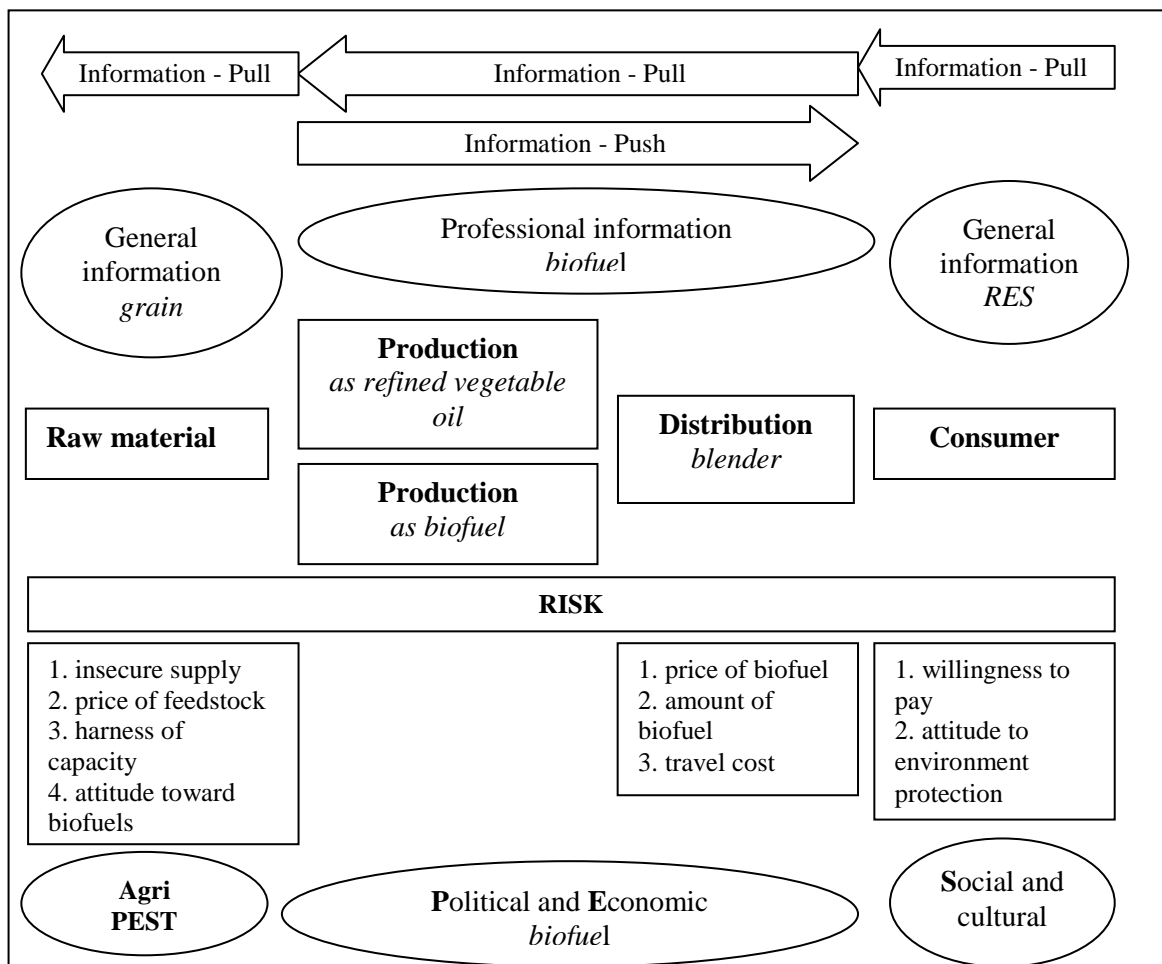 Information - Pull
Information - Pull
Information - Pull
Information - Push
General
information
grain
Professional information
biofuel
General
information
RES
Production
as refined vegetable
oil
Raw material
Distribution
blender
Consumer
Production
as biofuel
RISK
1. insecure supply
2. price of feedstock
3. harness of
capacity
4. attitude toward
biofuels
1. price of biofuel
2. amount of
biofuel
3. travel cost
1. willingness to
pay
2. attitude to
environment
protection
Agri
PEST
Political and Economic
biofuel
Social and
cultural